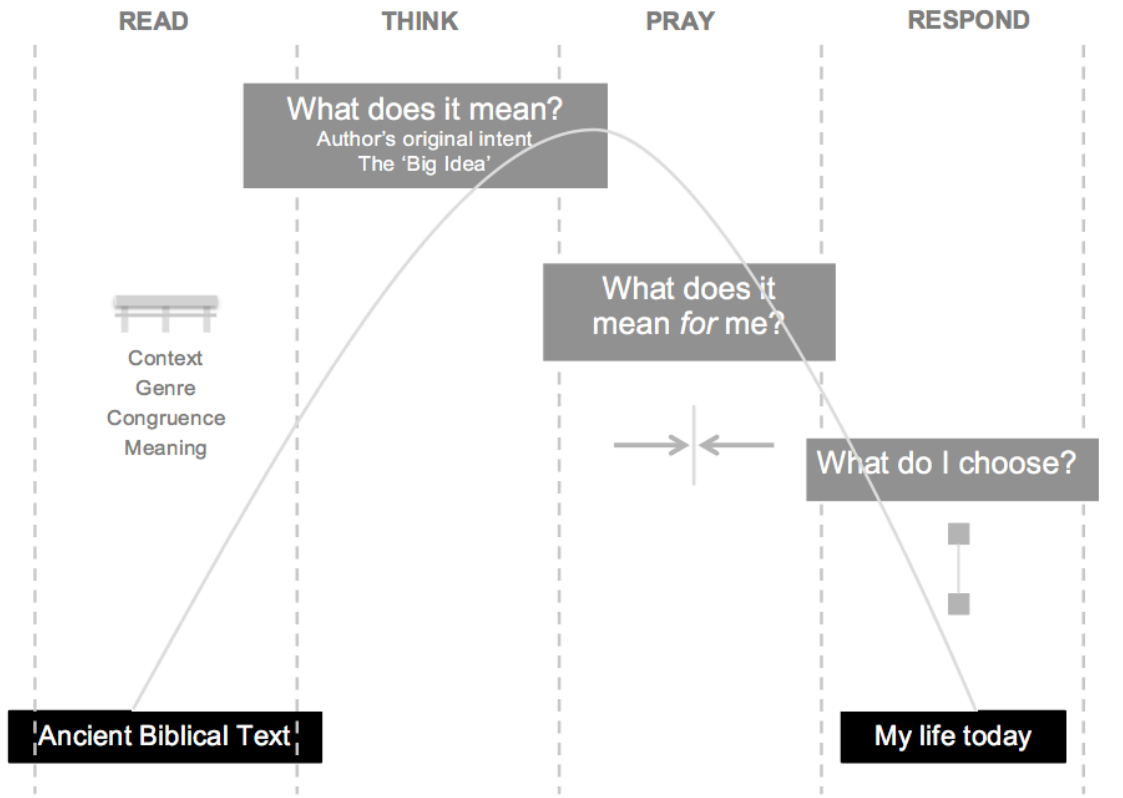 READ
THINK
PRAY
RESPOND
What does it mean?
Author's original intent
The ‘Big Idea’
What does it
mean for me?
Context
Genre
Congruence
Meaning
What do I choose?
Ancient Biblical Text
My life today